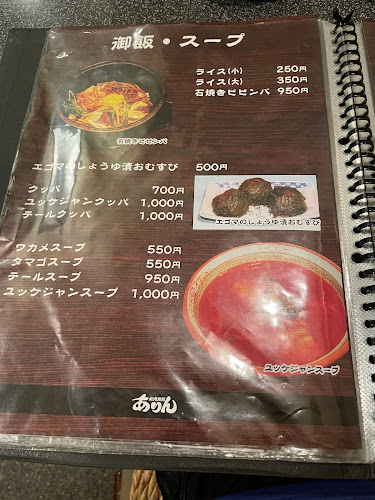 御飯・スープ
ライス(小) 250円
ライス(大) 350円
石焼きビビンバ 950円
石焼きビビンバ
エゴマのしょうゆ漬おむすび 500円
クッパ 700円
ユッケジャンクッパ 1,000円
テールクッパ 1,000円
エゴマのしょうゆ漬おむすび
ワカメスープ 550円
タマゴスープ 550円
テールスープ 950円
ユッケジャンスープ 1,000円
ユッケジャンスープ
ありん